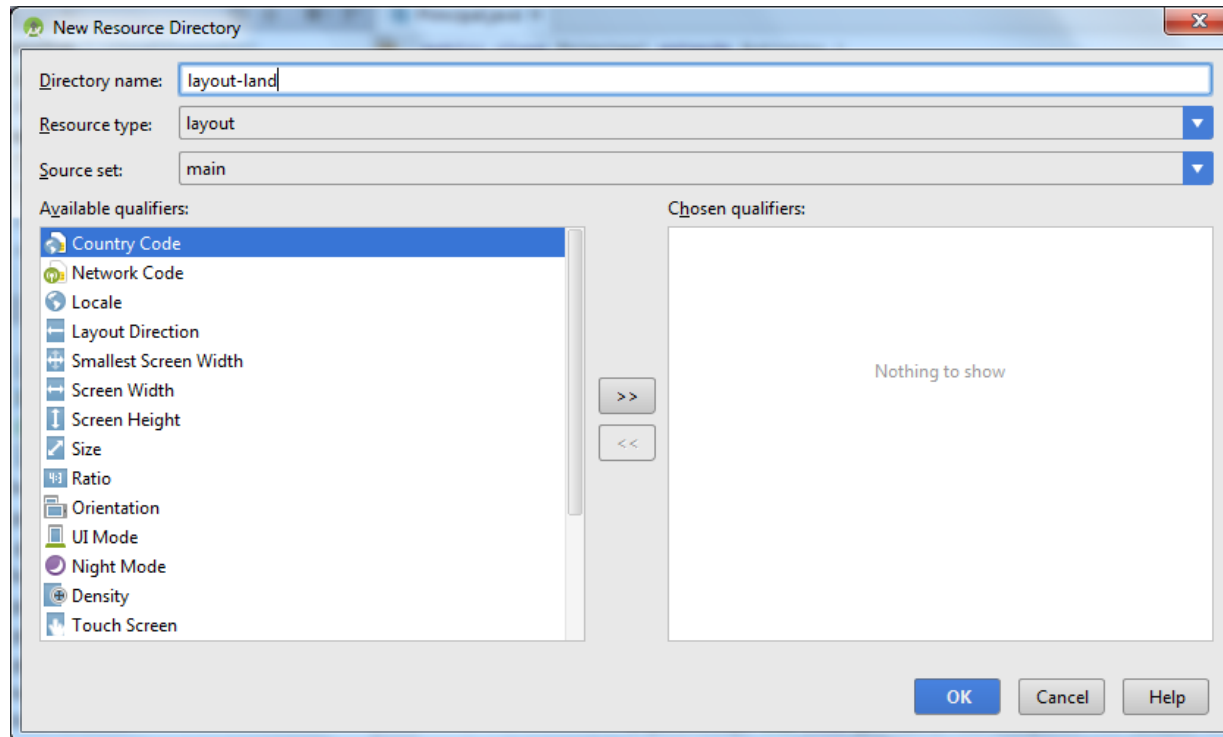 New Resource Directory
Directory name: layout-land
Resource type: layout
Source set: main
Available qualifiers: Chosen qualifiers:
Country Code
Network Code
Locale
Layout Direction
Smallest Screen Width
Nothing to show
Screen Width
>>
Screen Height
Size
<<
4:3 Ratio
Orientation
UI Mode
Night Mode
Density
Touch Screen
OK Cancel Help